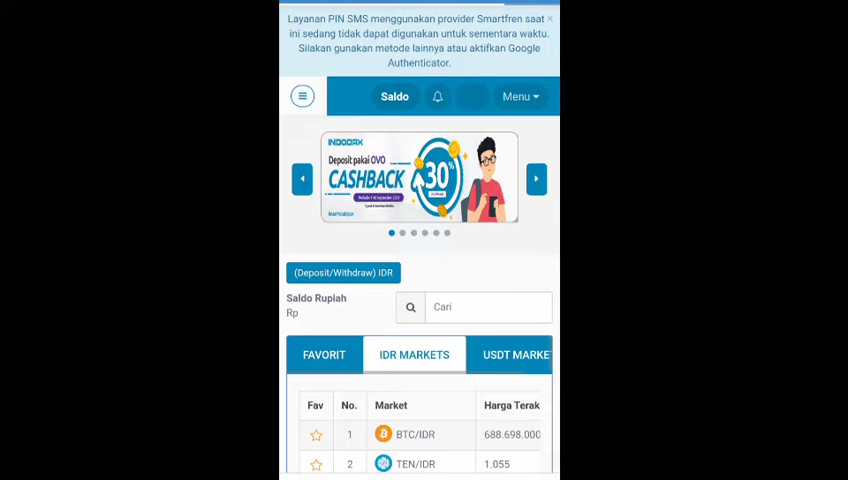 Layanan PIN SMS menggunakan provider Smartfren saat
ini sedang tidak dapat digunakan untuk sementara waktu.
Silakan gunakan metode lainnya atau aktifkan Google
Authenticator.
Saldo
Menu
INDODAX
Deposit pakai OVO
CASHBACK
30%
(Deposit/Withdraw) IDR
Saldo Rupiah
Rp
Cari
FAVORIT
IDR MARKETS
USDT MARKE
Fav
No.
Market
Harga Terak
1
BTC/IDR
688.698.000
2
TEN/IDR
1.055